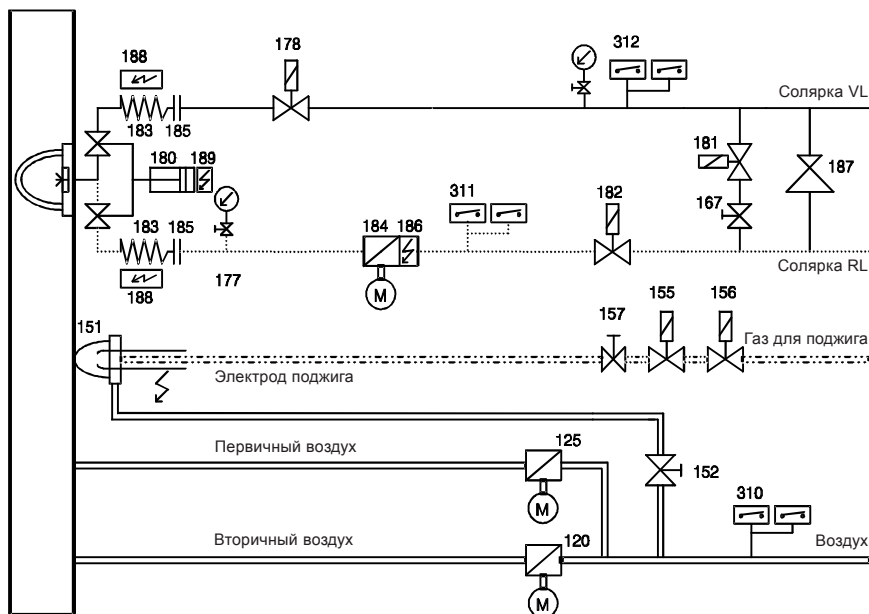 178
312
188
Солярка VL
183
185
181
187
180
189
311
182
167
183
185
184
186
M
188
177
Солярка RL
151
157
155
156
Газ для поджига
Электрод поджига
Первичный воздух
125
152
M
310
Вторичный воздух
120
Воздух
M